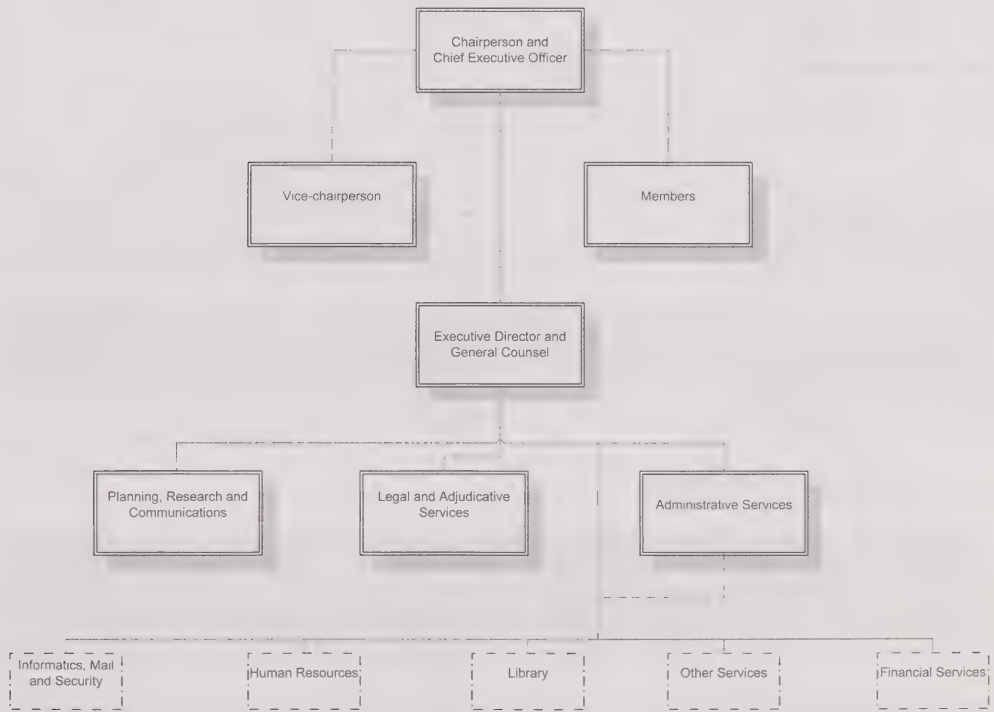 Chairperson and
Chief Executive Officer
Vice-chairperson
Members
Executive Director and
General Counsel
Planning, Research and
Communications
Legal and Adjudicative
Services
Administrative Services
Informatics, Mail
and Security
Human Resources
Library
Other Services
Financial Services